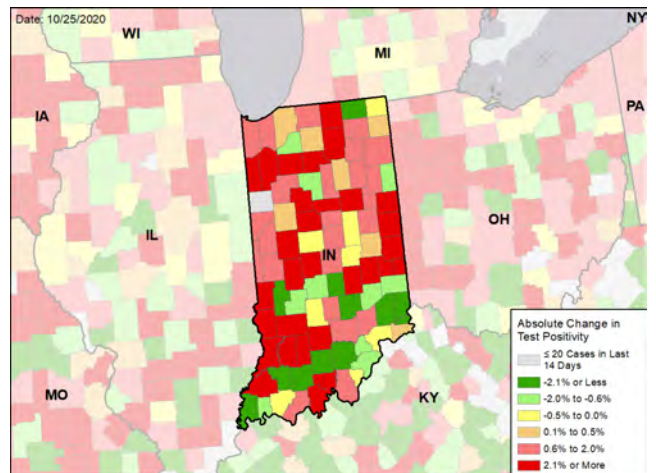 Date: 10/25/2020
NY
WI
MI
IA
PA
OH
IL
IN
MO
KY
Absolute Change in
Test Positivity
≤ 20 Cases in Last
14 Days
-2.1% or Less
-2.0% to -0.6%
-0.5% to 0.0%
0.1% to 0.5%
0.6% to 2.0%
2.1% or More